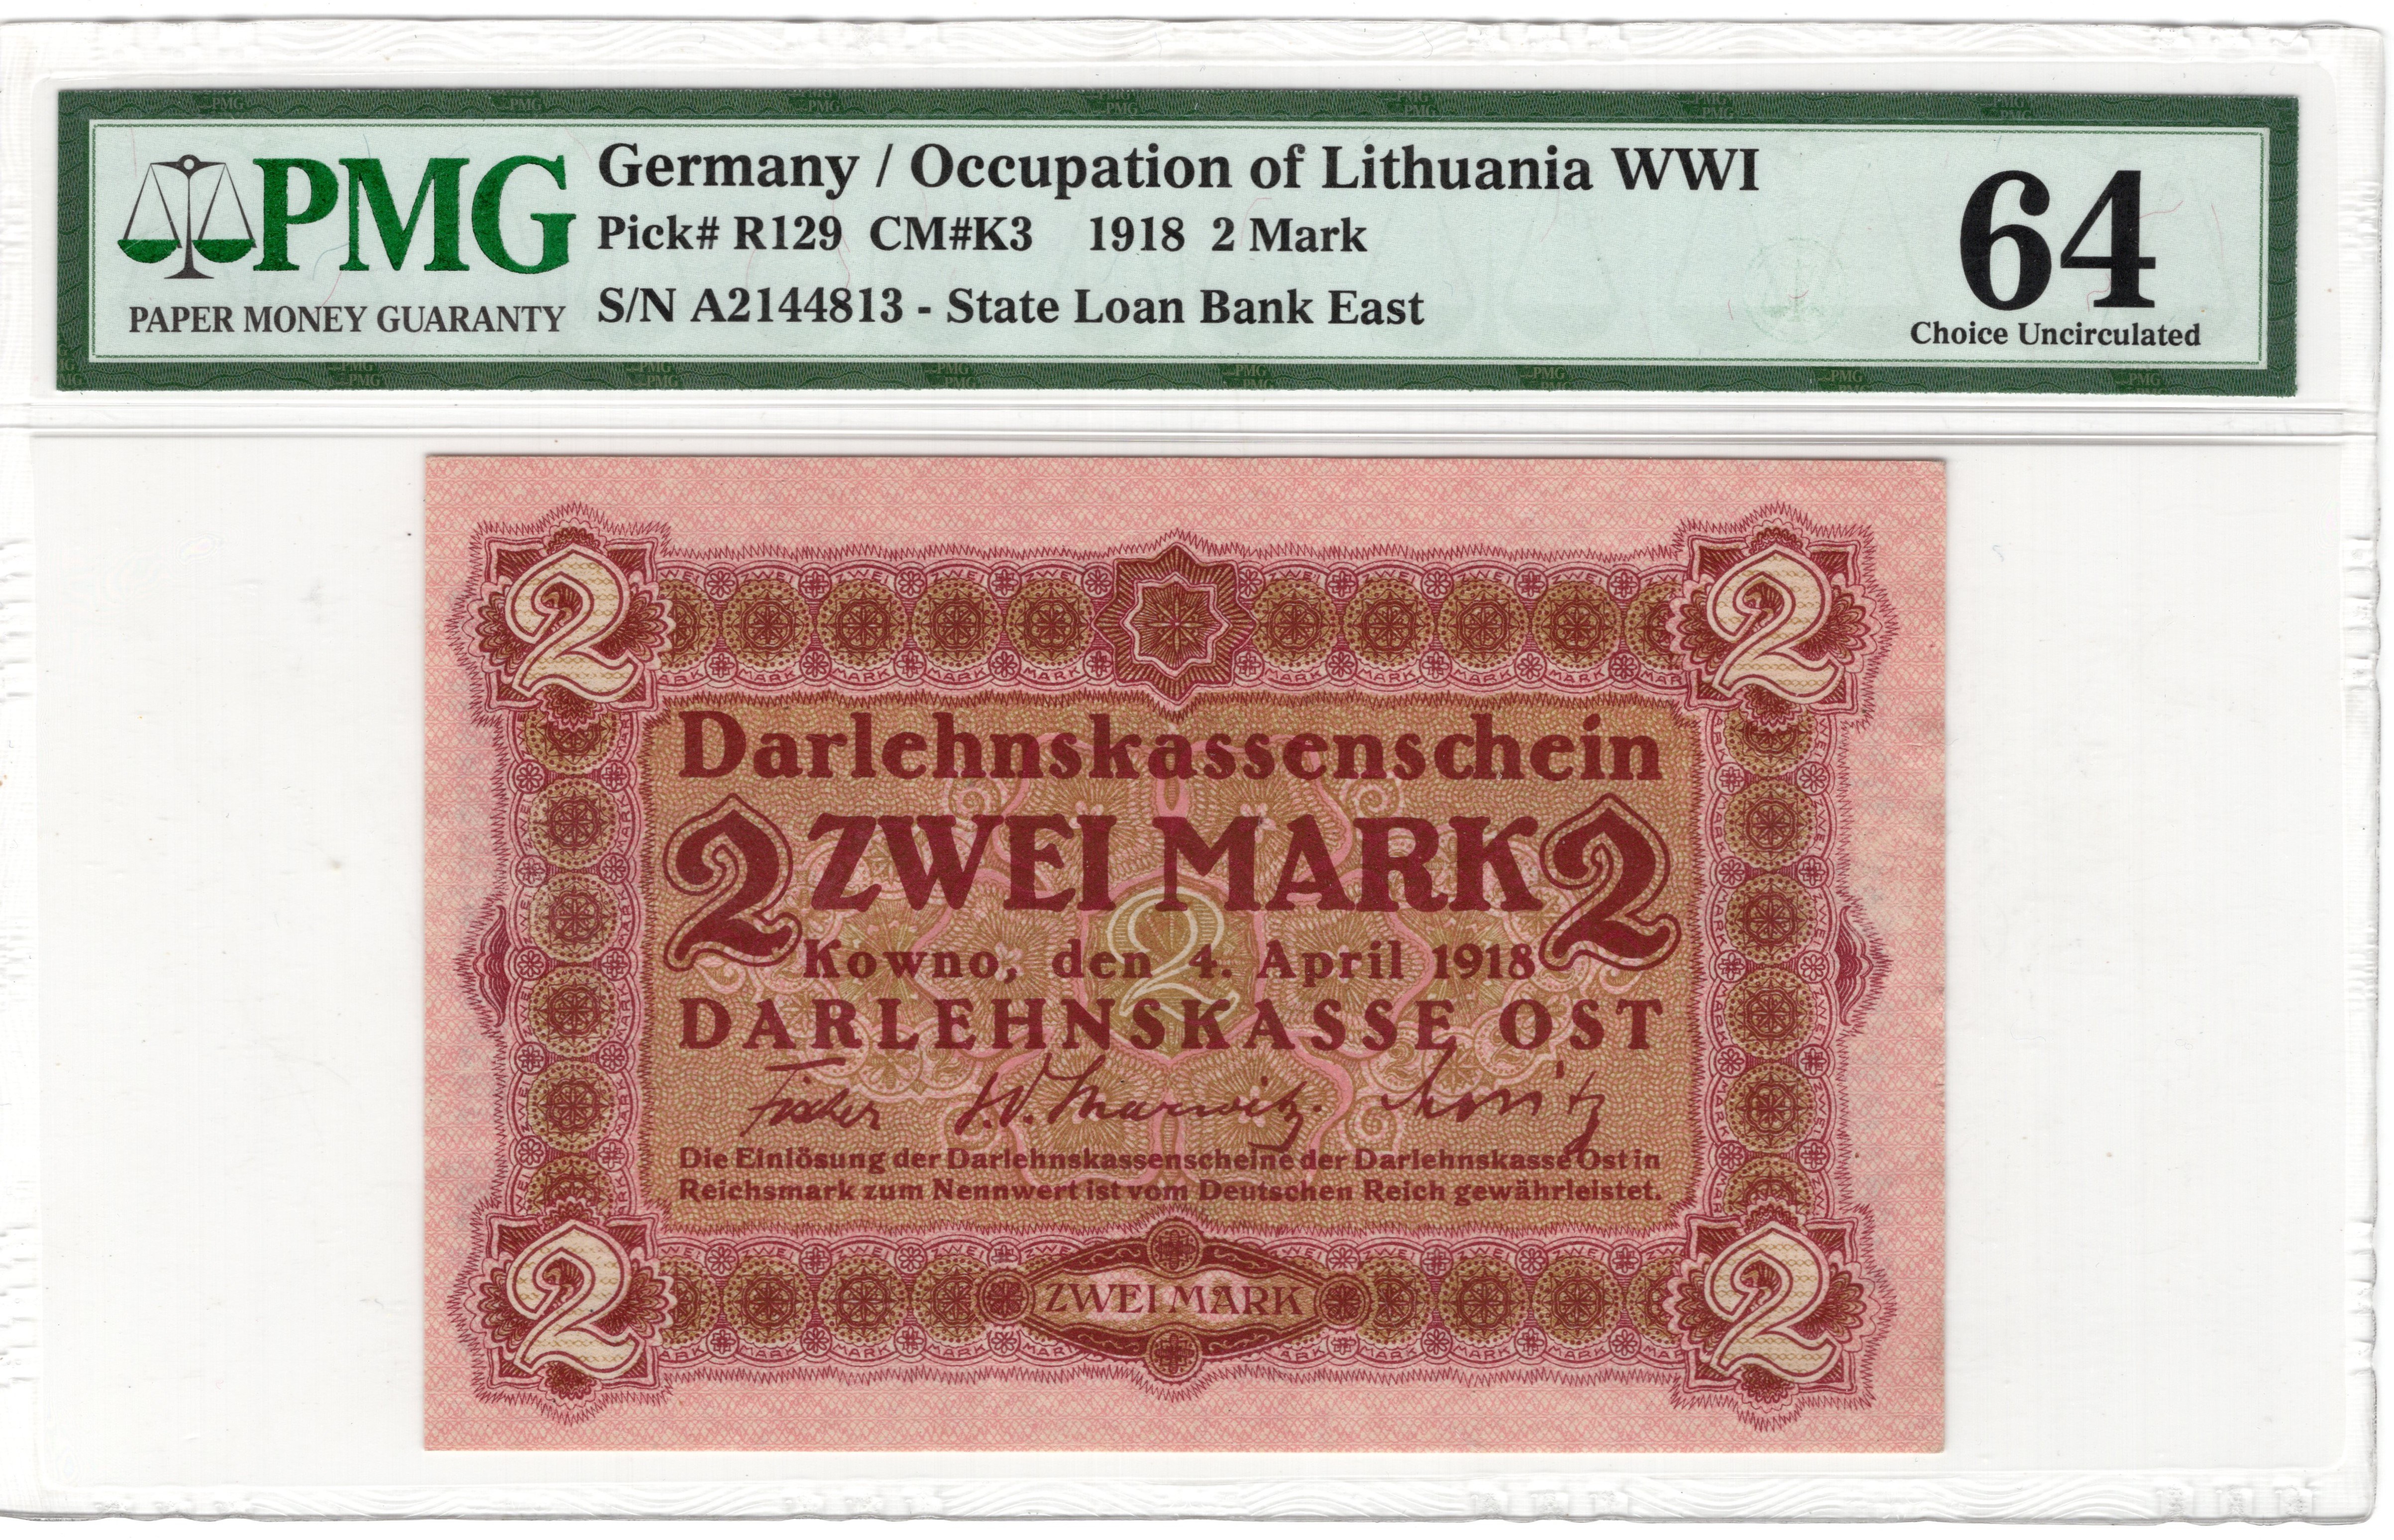 PMG
PAPER MONEY GUARANTY
Germany / Occupation of Lithuania WWI
Pick# R129 CM#K3 1918 2 Mark
S/N A2144813 - State Loan Bank East
64
Choice Uncirculated
2 2
Darlehnskassenschein
2 ZWEI MARK 2
2
Kowno, den 4. April 1918
DARLEHNSKASSE OST
Fischer
Die Einlösung der Darlehnskassenscheine der Darlehnskasse Ost in
Reichsmark zum Nennwert ist vom Deutschen Reich gewährleistet.
2 ZWEI MARK 2